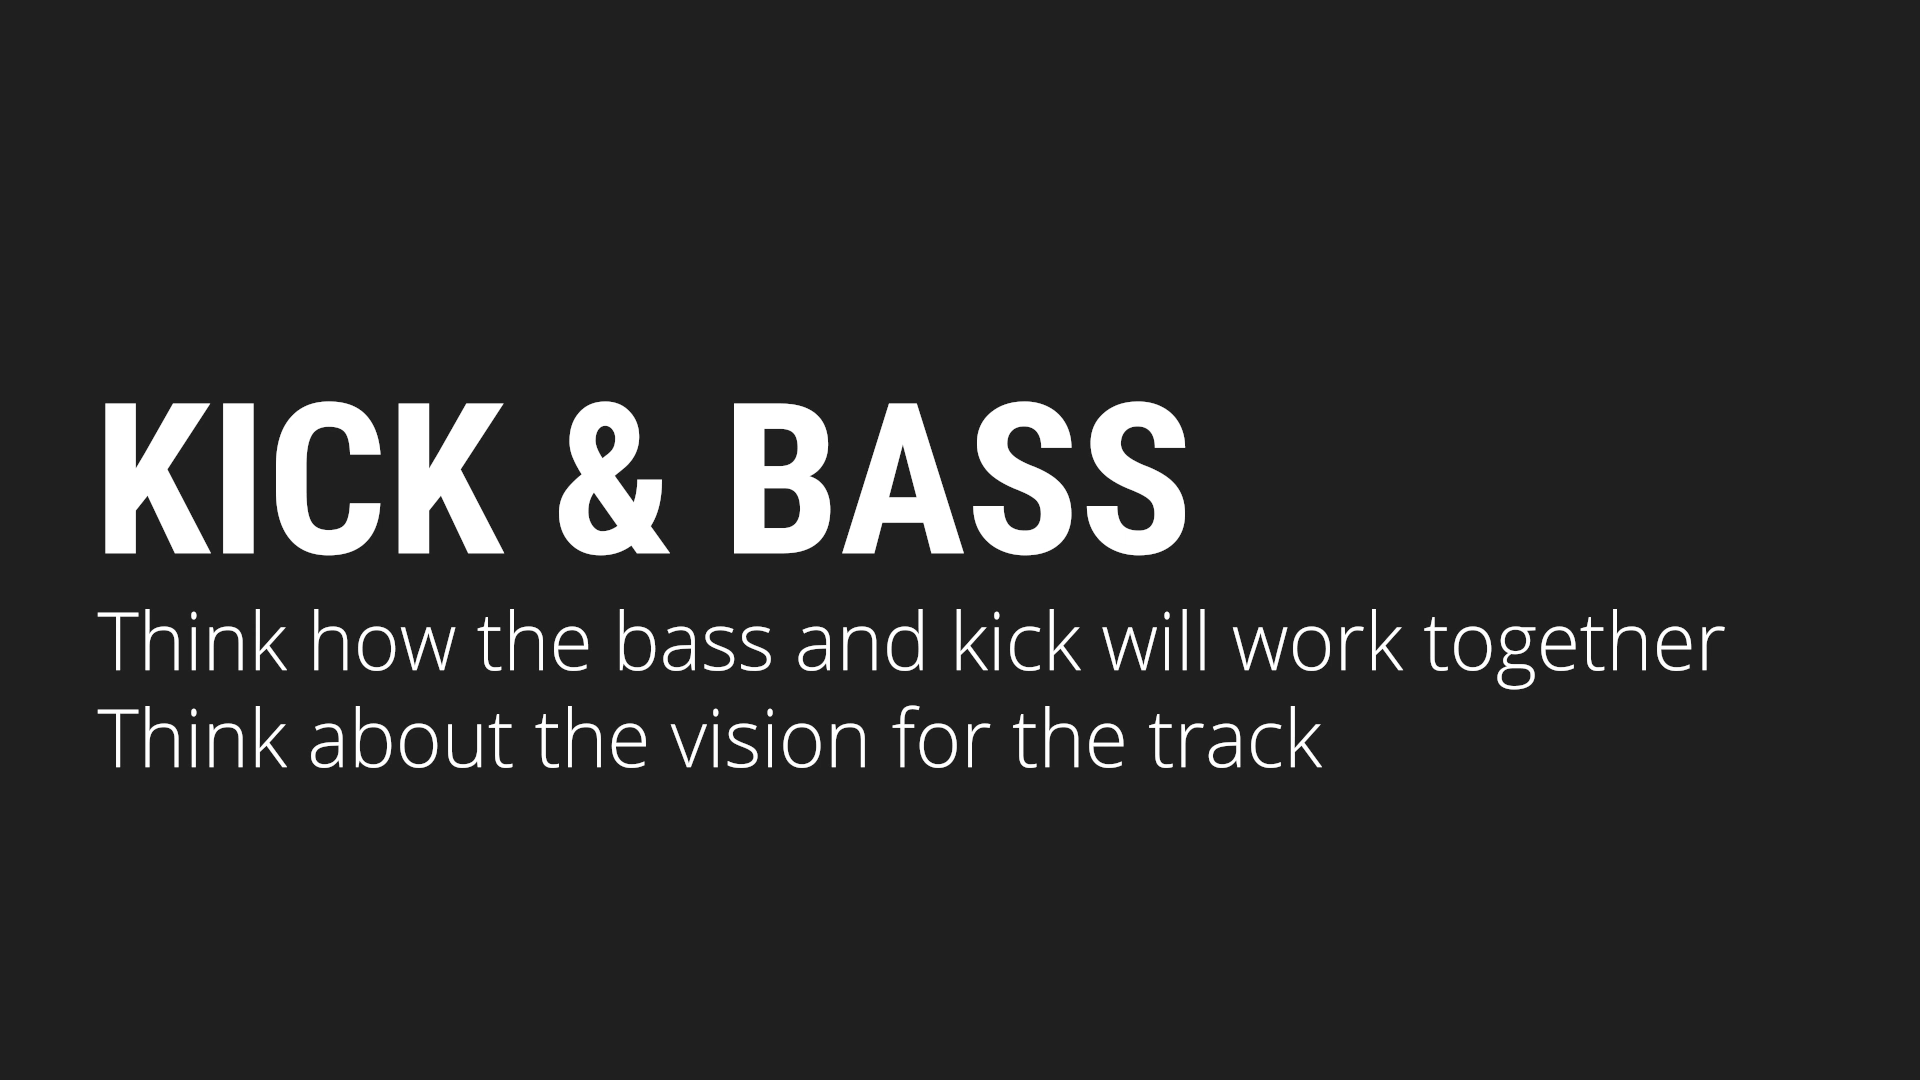 KICK & BASS
Think how the bass and kick will work together
Think about the vision for the track